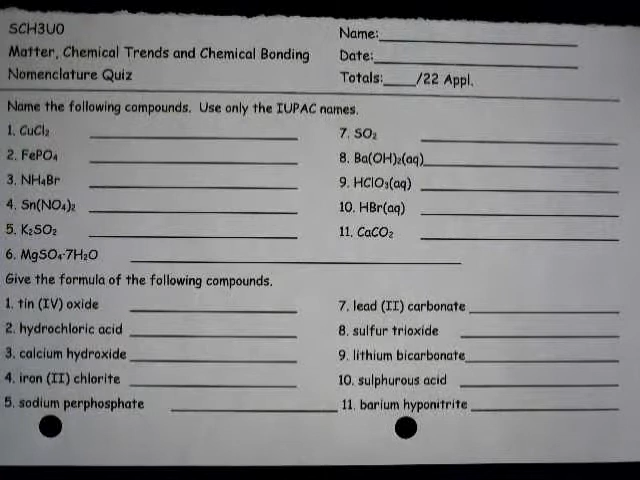 SCH3U0
Matter, Chemical Trends and Chemical Bonding
Nomenclature Quiz
Name:
Date:
Totals:____/22 Appl.
Name the following compounds. Use only the IUPAC names.
1. CuCl₂
2. FePO₄
3. NH₄Br
4. Sn(NO₄)₂
5. K₂SO₂
6. MgSO₄·7H₂O
7. SO₂
8. Ba(OH)₂(aq)
9. HClO₃(aq)
10. HBr(aq)
11. CaCO₂
Give the formula of the following compounds.
1. tin (IV) oxide
2. hydrochloric acid
3. calcium hydroxide
4. iron (II) chlorite
5. sodium perphosphate
7. lead (II) carbonate
8. sulfur trioxide
9. lithium bicarbonate
10. sulphurous acid
11. barium hyponitrite